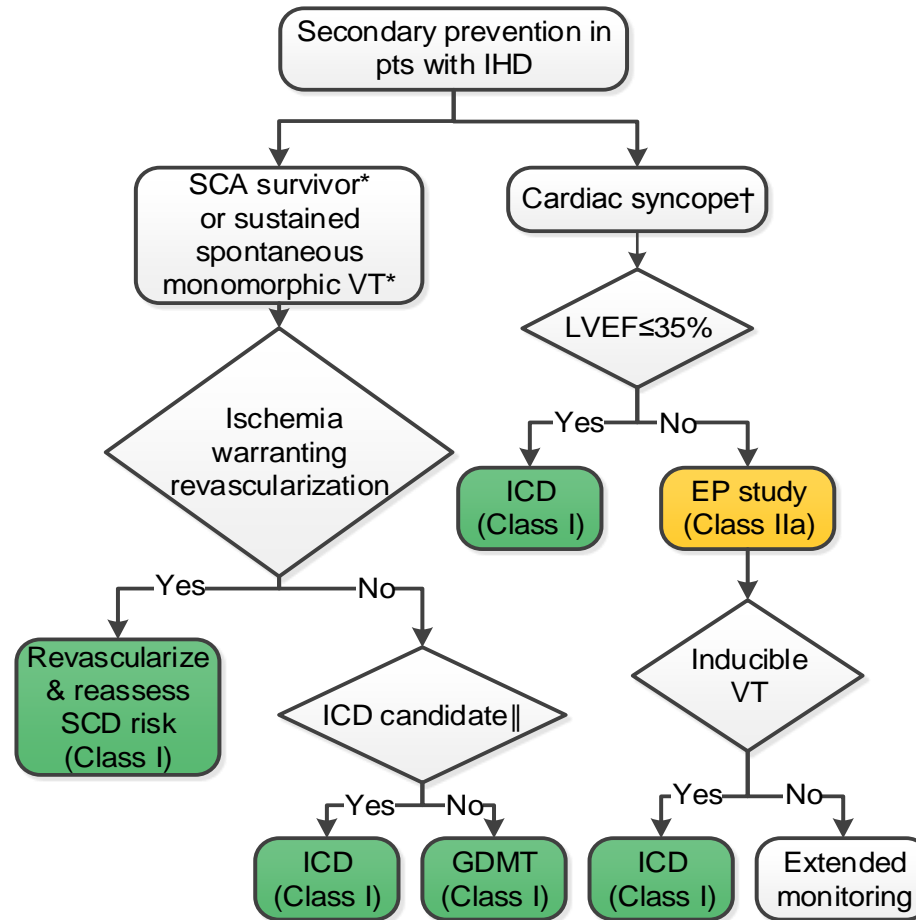 Secondary prevention in
pts with IHD
SCA survivor*
or sustained
spontaneous
monomorphic VT*
Cardiac syncope†
LVEF≤35%
Ischemia
warranting
revascularization
Yes
No
ICD
(Class I)
EP study
(Class IIa)
Yes
No
Revascularize
& reassess
SCD risk
(Class I)
ICD candidate‖
Inducible
VT
Yes
No
Yes
No
ICD
(Class I)
GDMT
(Class I)
ICD
(Class I)
Extended
monitoring